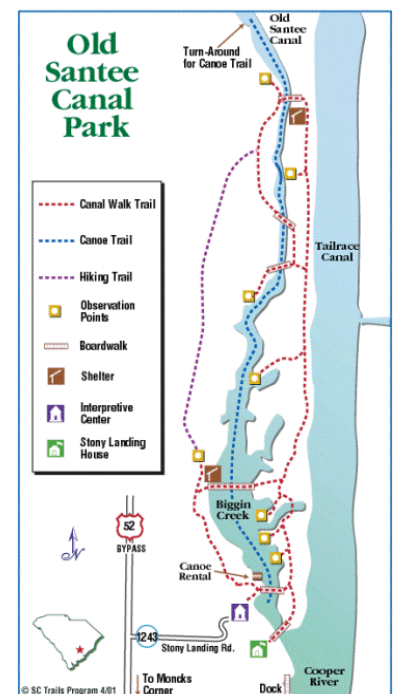 Old
Santee
Canal
Park
Old
Santee
Canal
Turn-Around
for Canoe Trail
Canal Walk Trail
Canoe Trail
Hiking Trail
Observation
Points
Boardwalk
Shelter
Interpretive
Center
Stony Landing
House
Tailrace
Canal
Biggin
Creek
52
BYPASS
N
Canoe
Rental
1243
Stony Landing Rd.
To Moncks
Corner
Dock
Cooper
River
© SC Trails Program 4/01